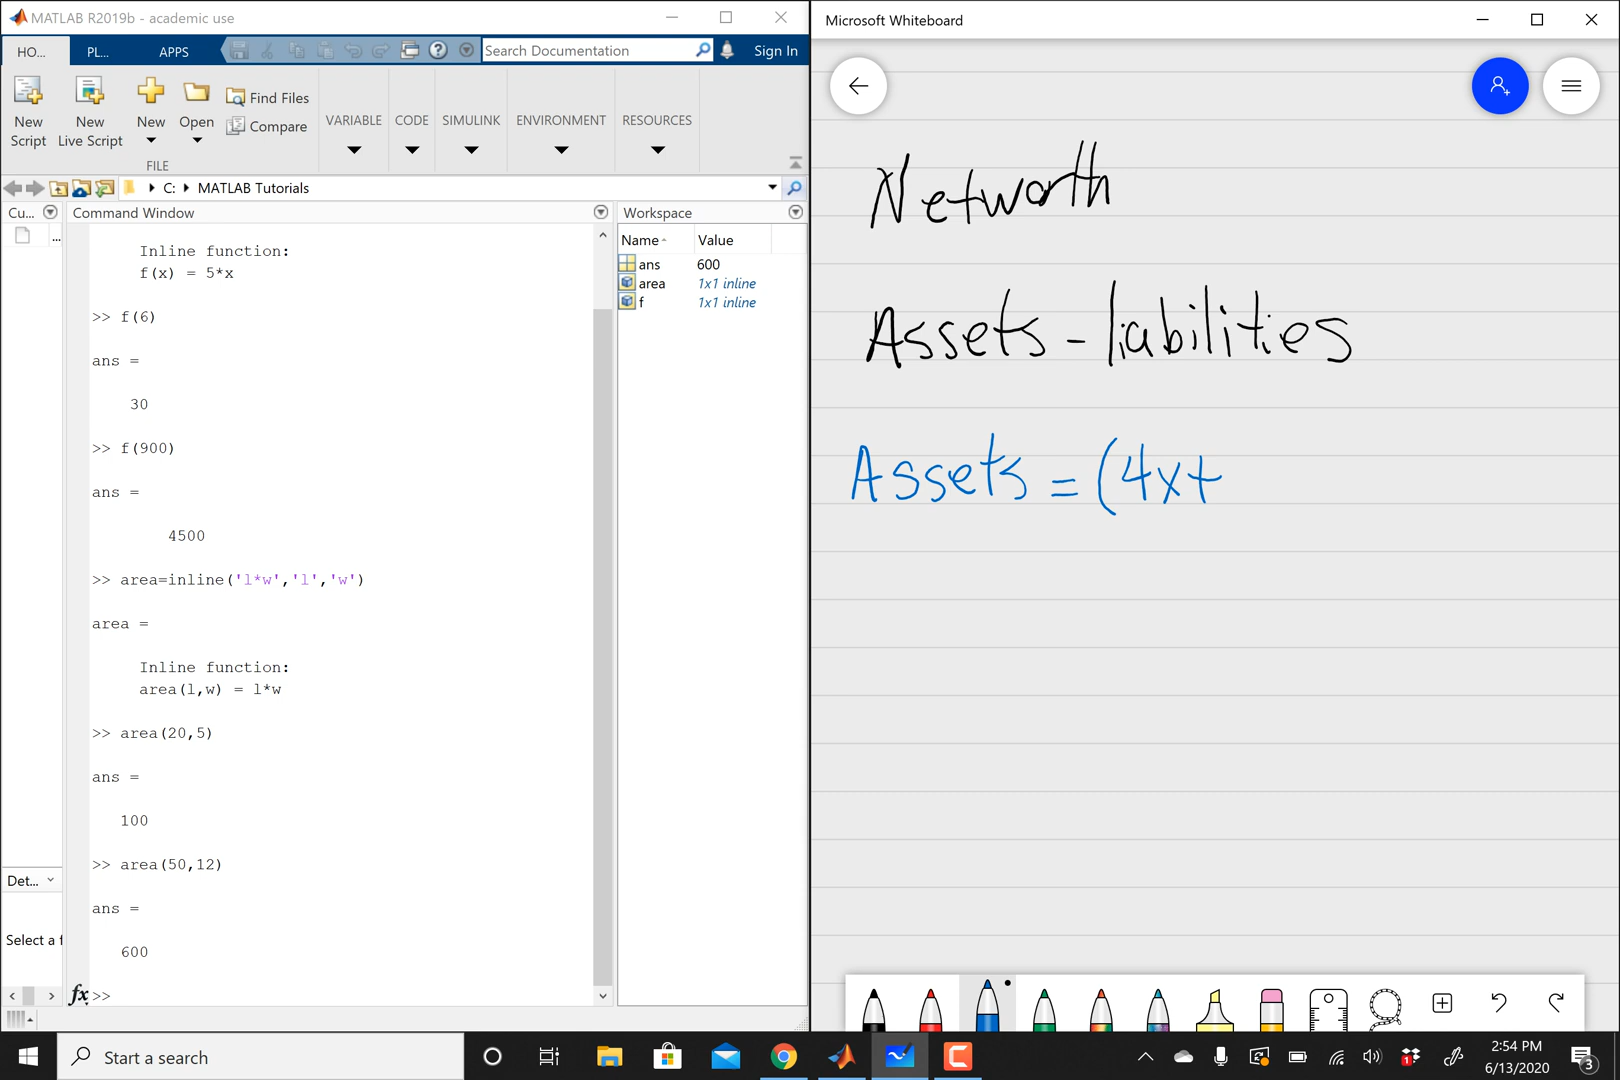 MATLAB R2019b - academic use
HO... PL... APPS
Search Documentation
Sign In
New Script
New Live Script
New
Open
Find Files
Compare
FILE
VARIABLE
CODE
SIMULINK
ENVIRONMENT
RESOURCES
C: MATLAB Tutorials
Cu...
...
Det...
Select a f
Command Window
Inline function:
f(x) = 5*x
>> f(6)
ans =
30
>> f(900)
ans =
4500
>> area=inline('l*w','l','w')
area =
Inline function:
area(l,w) = l*w
>> area(20,5)
ans =
100
>> area(50,12)
ans =
600
fx >>
Workspace
Name Value
ans 600
area 1x1 inline
f 1x1 inline
Microsoft Whiteboard
Networth
Assets - liabilities
Assets = (4x+
Start a search
1
2:54 PM
6/13/2020
3